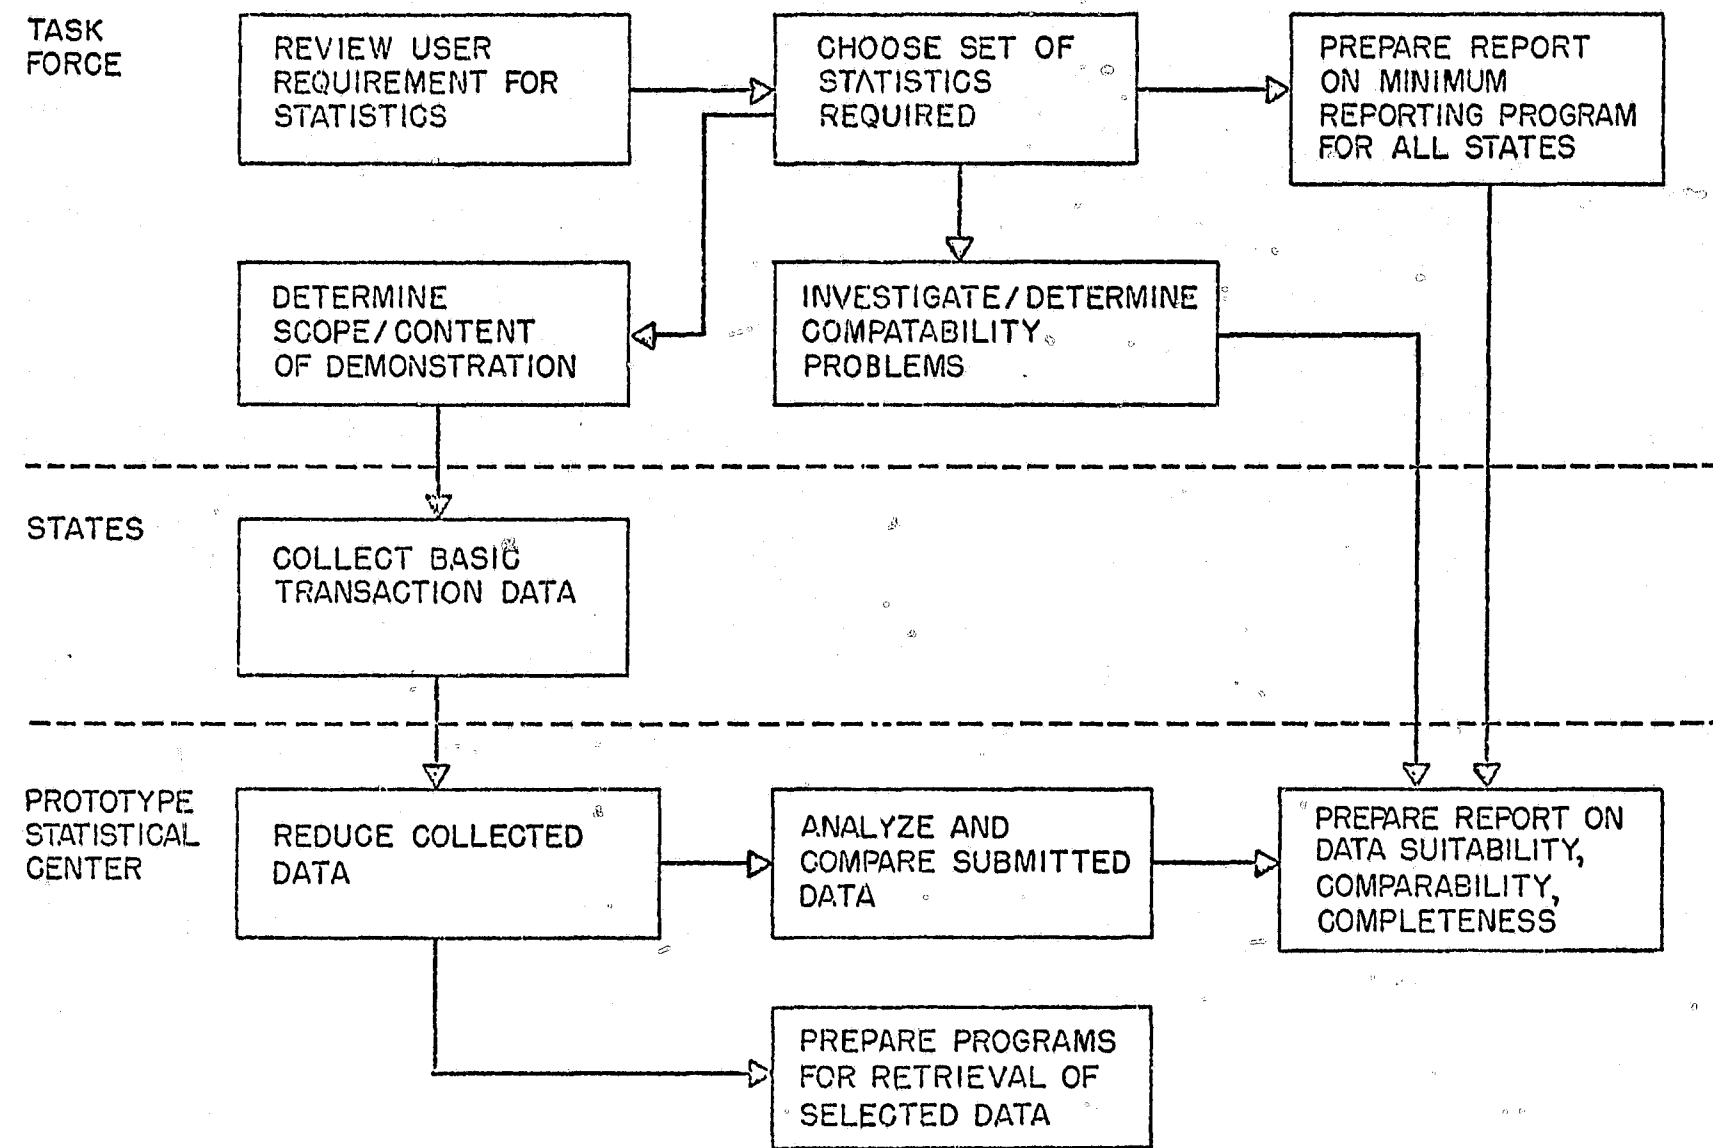 TASK
FORCE
REVIEW USER
REQUIREMENT FOR
STATISTICS
CHOOSE SET OF
STATISTICS
REQUIRED
PREPARE REPORT
ON MINIMUM
REPORTING PROGRAM
FOR ALL STATES
DETERMINE
SCOPE/CONTENT
OF DEMONSTRATION
INVESTIGATE/DETERMINE
COMPATABILITY
PROBLEMS
STATES
COLLECT BASIC
TRANSACTION DATA
PROTOTYPE
STATISTICAL
CENTER
REDUCE COLLECTED
DATA
ANALYZE AND
COMPARE SUBMITTED
DATA
PREPARE REPORT ON
DATA SUITABILITY,
COMPARABILITY,
COMPLETENESS
PREPARE PROGRAMS
FOR RETRIEVAL OF
SELECTED DATA